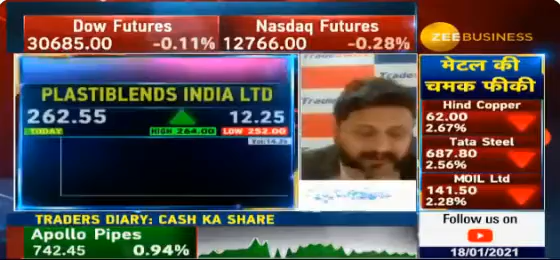 Dow Futures
30685.00 -0.11%
Nasdaq Futures
12766.00 -0.28%
ZEE BUSINESS
PLASTIBLENDS INDIA LTD
262.55 12.25
TODAY HIGH 264.00 LOW 252.00
मेटल की
चमक फीकी
Hind Copper
62.00
2.67%
Tata Steel
687.80
2.56%
MOIL Ltd
141.50
2.28%
TRADERS DIARY: CASH KA SHARE
Apollo Pipes
742.45 0.94%
Follow us on
18/01/2021